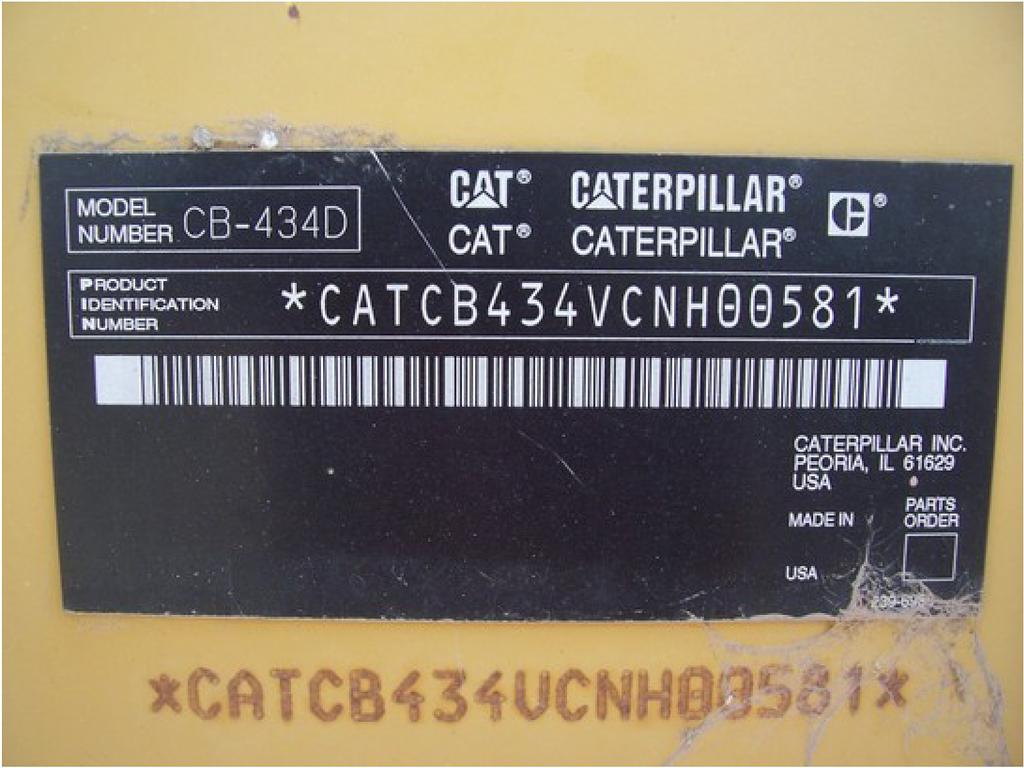 MODEL NUMBER CB-434D
CAT® CATERPILLAR®
CAT® CATERPILLAR®
PRODUCT IDENTIFICATION NUMBER *CATCB434VCNH00581*
CATERPILLAR INC.
PEORIA, IL 61629
USA
MADE IN
USA
PARTS
ORDER
*CATCB434VCNH00581*